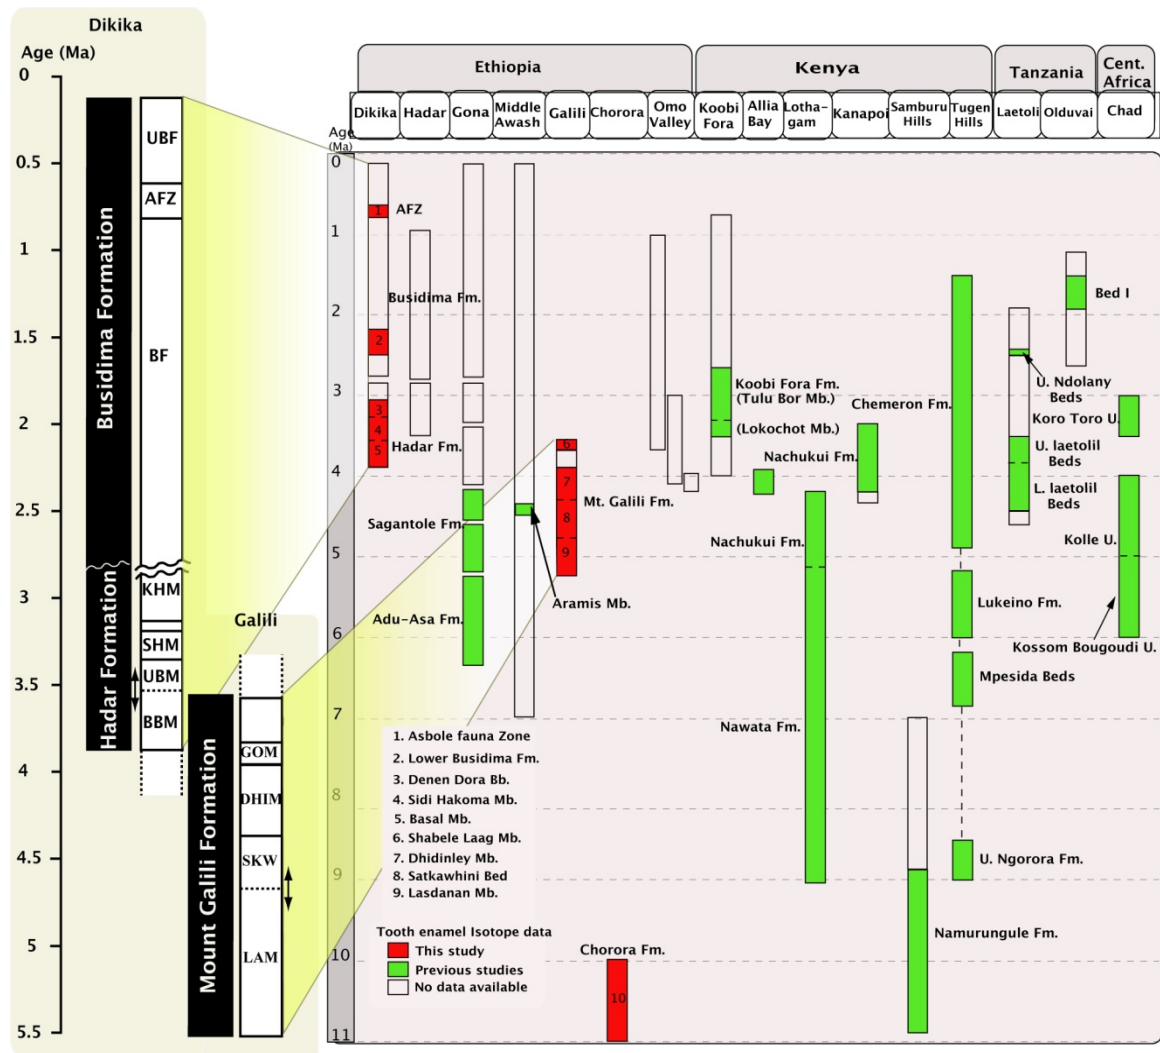 Dikika
Age (Ma)
0
0.5
1
1.5
2
2.5
3
3.5
4
4.5
5
5.5
Busidima Formation
Hadar Formation
UBF
AFZ
BF
KHM
SHM
UBM
BBM
Galili
Mount Galili Formation
GOM
DHIM
SKW
LAM
Ethiopia
Kenya
Tanzania
Cent.
Africa
Dikika
Hadar
Gona
Middle
Awash
Galili
Chorora
Omo
Valley
Koobi
Fora
Allia
Bay
Lotha-
gam
Kanapoi
Samburu
Hills
Tugen
Hills
Laetoli
Olduvai
Chad
Age
(Ma)
0
1
2
3
4
5
6
7
8
9
10
11
1
AFZ
Busidima Fm.
2
3
4
5
Hadar Fm.
Sagantole Fm.
Adu-Asa Fm.
Aramis Mb.
6
7
8
9
Mt. Galili Fm.
Chorora Fm.
10
Koobi Fora Fm.
(Tulu Bor Mb.)
(Lokochot Mb.)
Nachukui Fm.
Nachukui Fm.
Nawata Fm.
Chemeron Fm.
Lukeino Fm.
Mpesida Beds
U. Ngorora Fm.
Namurungule Fm.
Bed I
U. Ndolany
Beds
Koro Toro U.
U. laetolil
Beds
L. laetolil
Beds
Kolle U.
Kossom Bougoudi U.
1. Asbole fauna Zone
2. Lower Busidima Fm.
3. Denen Dora Bb.
4. Sidi Hakoma Mb.
5. Basal Mb.
6. Shabele Laag Mb.
7. Dhidinley Mb.
8. Satkawhini Bed
9. Lasdanan Mb.
Tooth enamel Isotope data
This study
Previous studies
No data available